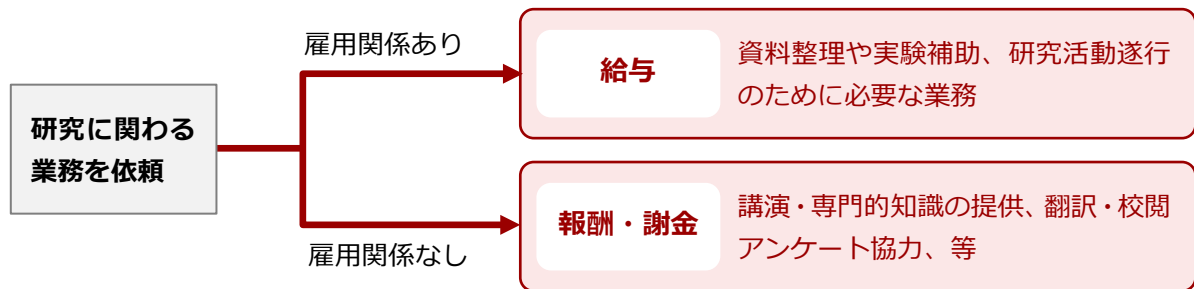 研究に関わる
業務を依頼
雇用関係あり
給与
資料整理や実験補助、研究活動遂行
のために必要な業務
雇用関係なし
報酬・謝金
講演・専門的知識の提供、翻訳・校閲
アンケート協力、等